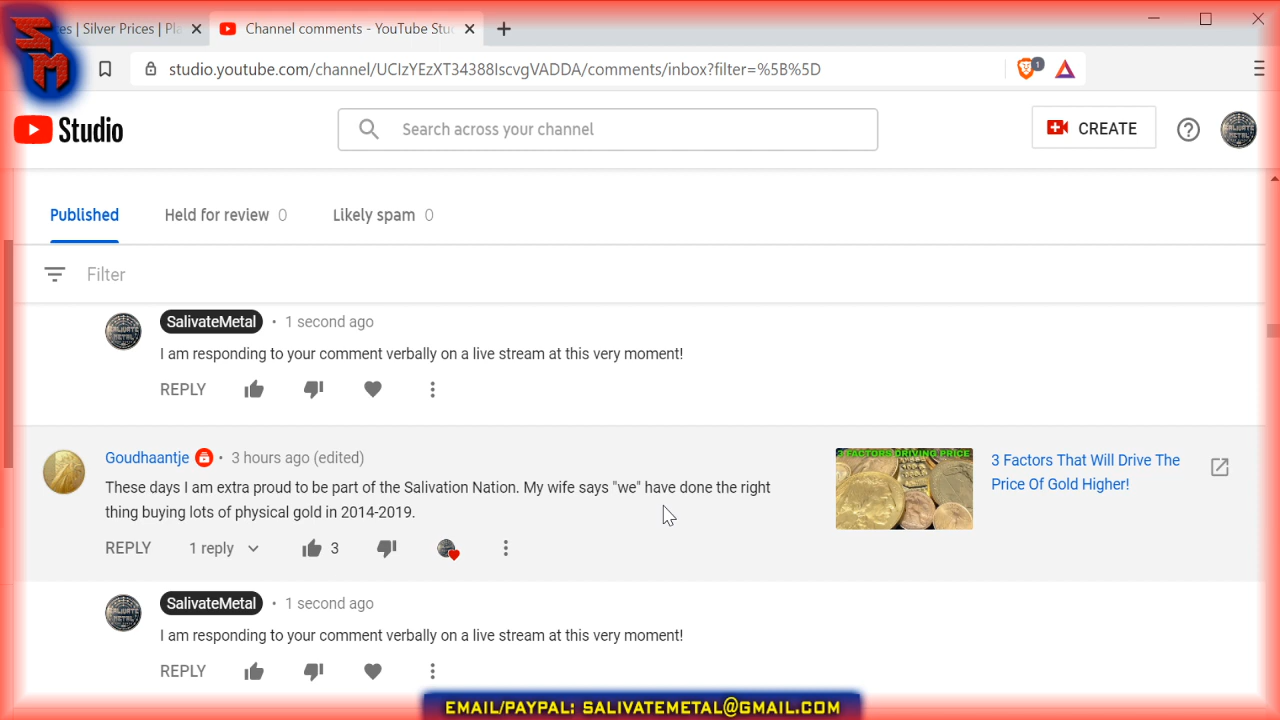 SM
es | Silver Prices | Pla
Channel comments - YouTube Stu
studio.youtube.com/channel/UCIzYEzXT34388IscvgVADDA/comments/inbox?filter=%5B%5D
1
Studio
Search across your channel
CREATE
Published
Held for review 0
Likely spam 0
Filter
SalivateMetal • 1 second ago
I am responding to your comment verbally on a live stream at this very moment!
REPLY
Goudhaantje • 3 hours ago (edited)
These days I am extra proud to be part of the Salivation Nation. My wife says "we" have done the right
thing buying lots of physical gold in 2014-2019.
REPLY 1 reply 3
3 FACTORS DRIVING PRICE
3 Factors That Will Drive The
Price Of Gold Higher!
SalivateMetal • 1 second ago
I am responding to your comment verbally on a live stream at this very moment!
REPLY
EMAIL/PAYPAL: SALIVATEMETAL@GMAIL.COM